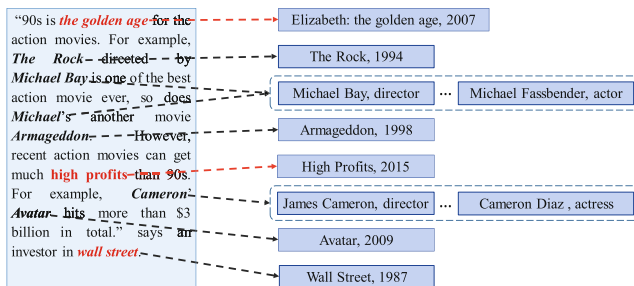 "90s is the golden age for the
action movies. For example,
The Rock directed by
Michael Bay is one of the best
action movie ever, so does
Michael's another movie
Armageddon. However,
recent action movies can get
much high profits than 90s.
For example, Cameron'
Avatar hits more than $3
billion in total." says an
investor in wall street.
Elizabeth: the golden age, 2007
The Rock, 1994
Michael Bay, director ... Michael Fassbender, actor
Armageddon, 1998
High Profits, 2015
James Cameron, director ... Cameron Diaz , actress
Avatar, 2009
Wall Street, 1987